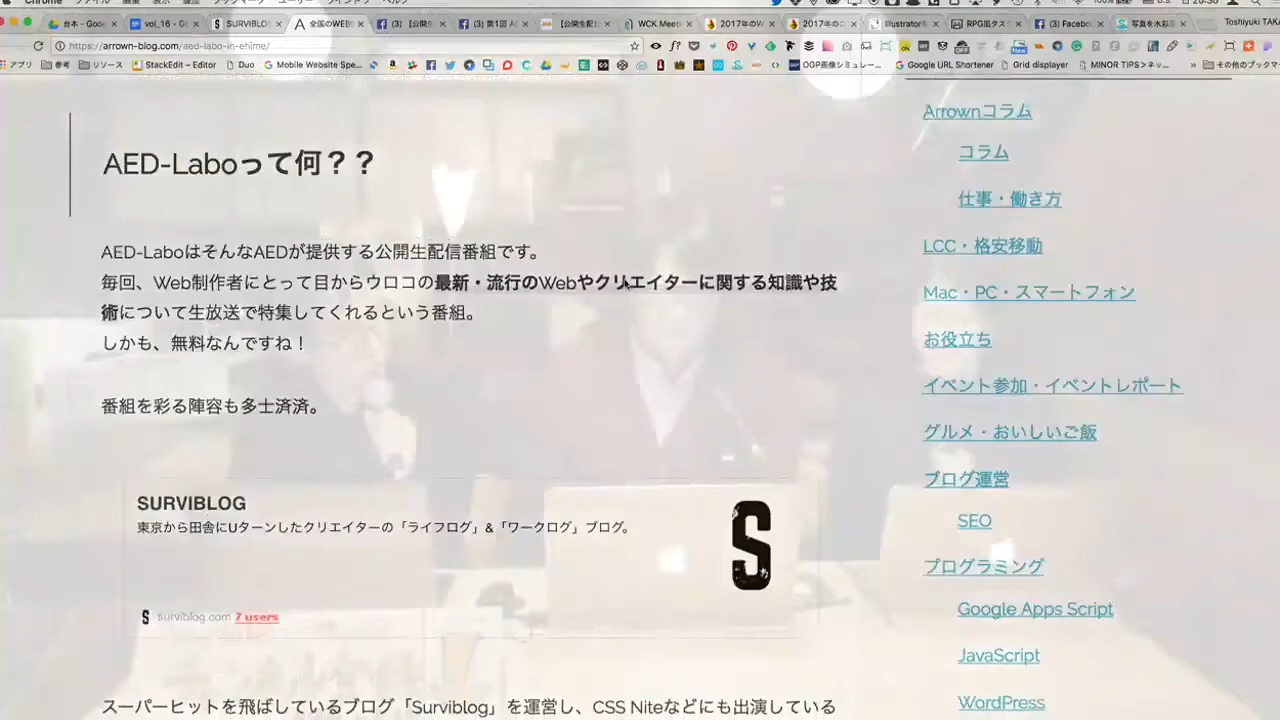 https://arrown-blog.com/aed-labo-in-ehime/
アプリ 参考 リソース StackEdit – Editor Duo Mobile Website Spe... OGP画像シミュレー... Google URL Shortener Grid displayer MINOR TIPS＞ネッ... » その他のブックマー
AED-Laboって何？？
AED-LaboはそんなAEDが提供する公開生配信番組です。
毎回、Web制作者にとって目からウロコの最新・流行のWebやクリエイターに関する知識や技
術について生放送で特集してくれるという番組。
しかも、無料なんですね！
番組を彩る陣容も多士済済。
SURVIBLOG
東京から田舎にUターンしたクリエイターの「ライフログ」&「ワークログ」ブログ。
S
surviblog.com 7 users
スーパーヒットを飛ばしているブログ「Surviblog」を運営し、CSS Niteなどにも出演している
Arrownコラム
コラム
仕事・働き方
LCC・格安移動
Mac・PC・スマートフォン
お役立ち
イベント参加・イベントレポート
グルメ・おいしいご飯
ブログ運営
SEO
プログラミング
Google Apps Script
JavaScript
WordPress